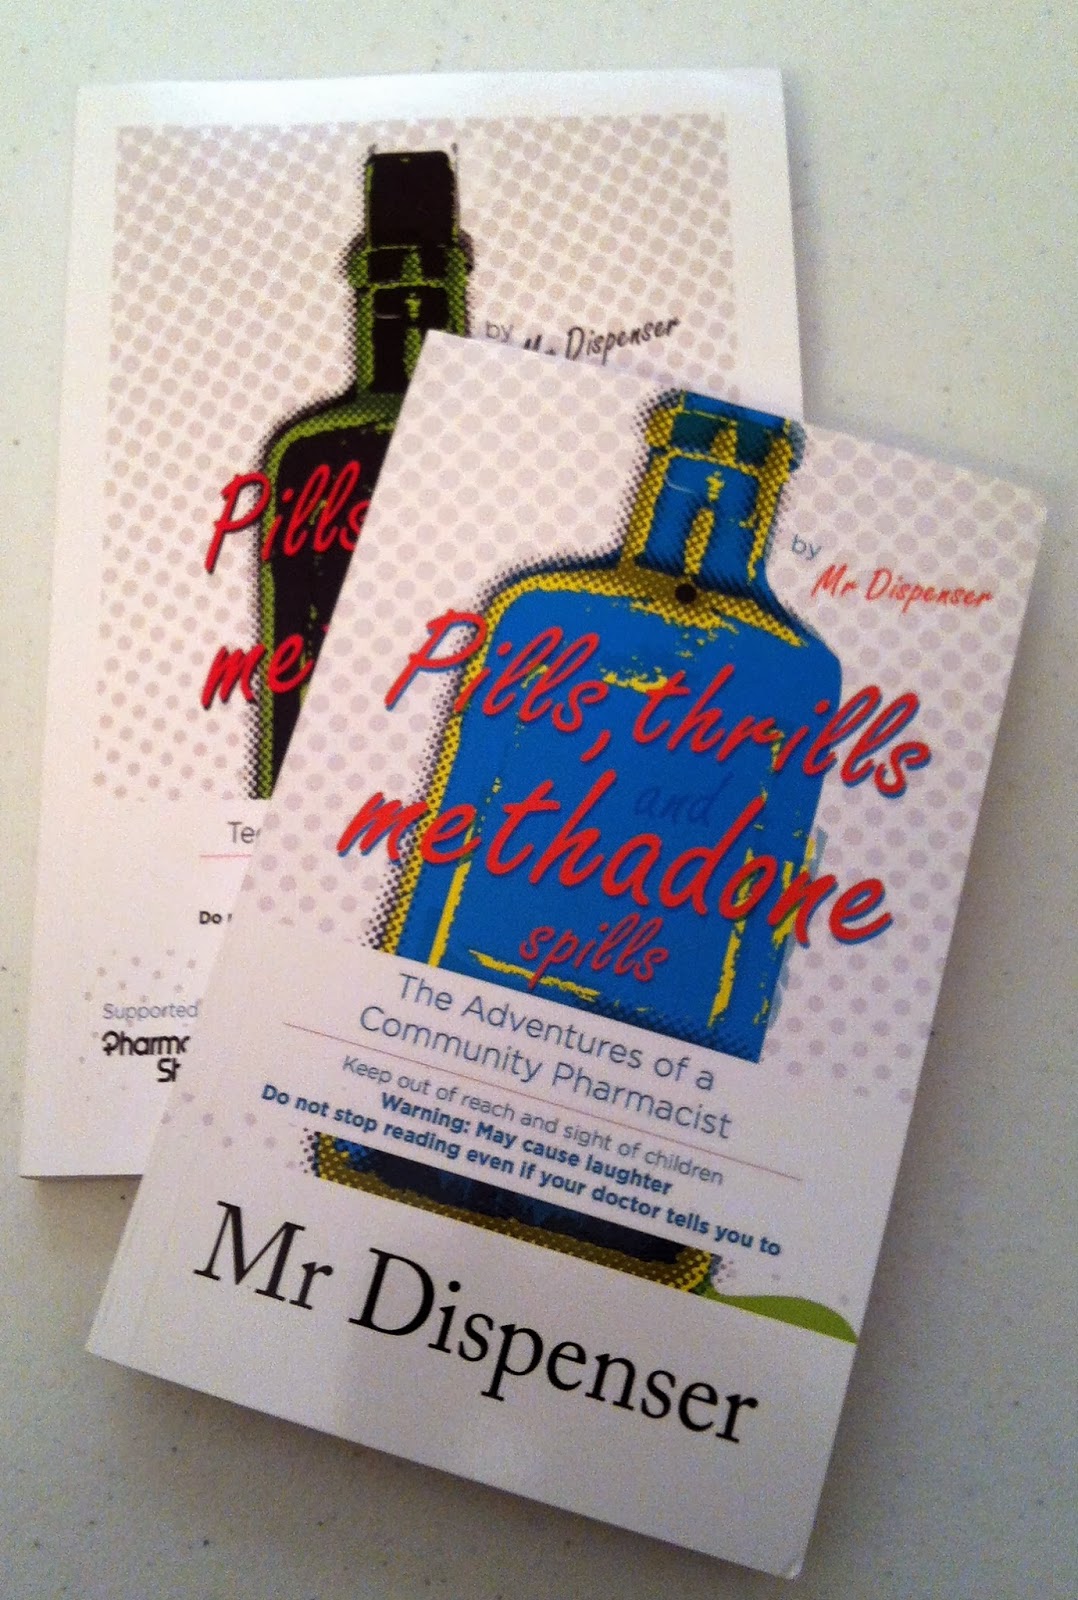 by
Mr Dispenser
Pills
me
Do
Supported
Pharma
St
by
Mr Dispenser
Pills, thrills
and
methadone
spills
The Adventures of a
Community Pharmacist
Keep out of reach and sight of children
Warning: May cause laughter
Do not stop reading even if your doctor tells you to
Mr Dispenser